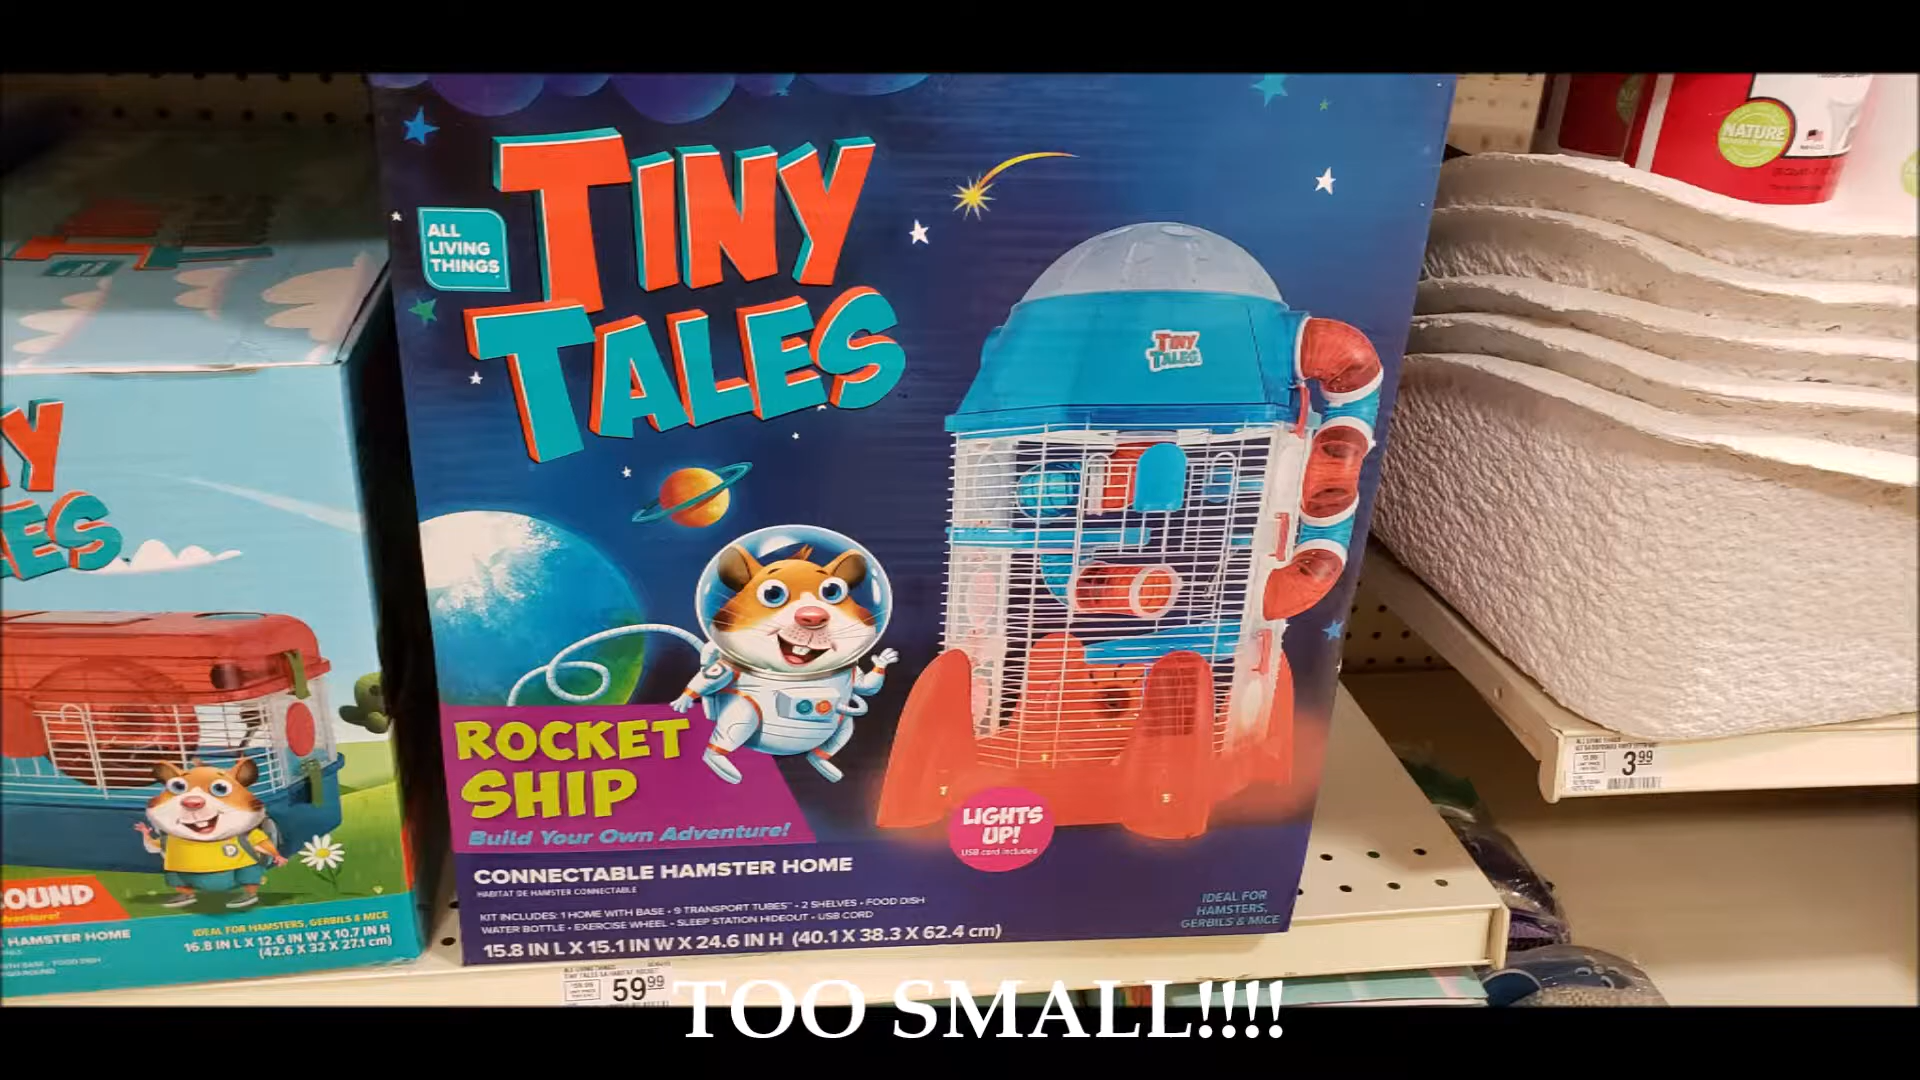 TINY
TALES
ALL
LIVING
THINGS
TINY
TALES
ROCKET
SHIP
Build Your Own Adventure!
LIGHTS
UP!
USB cord included
CONNECTABLE HAMSTER HOME
HABITAT DE HAMSTER CONNECTABLE
KIT INCLUDES: 1 HOME WITH BASE • 9 TRANSPORT TUBES • 2 SHELVES • FOOD DISH
WATER BOTTLE • EXERCISE WHEEL • SLEEP STATION HIDEOUT • USB CORD
15.8 IN L X 15.1 IN W X 24.6 IN H (40.1 X 38.3 X 62.4 cm)
IDEAL FOR
HAMSTERS,
GERBILS & MICE
Y
ES
OUND
HAMSTER HOME
IDEAL FOR HAMSTERS, GERBILS & MICE
16.8 IN L X 12.6 IN W X 10.7 IN H
(42.6 X 32 X 27.1 cm)
NATURE
3.99
59.99
TOO SMALL!!!!